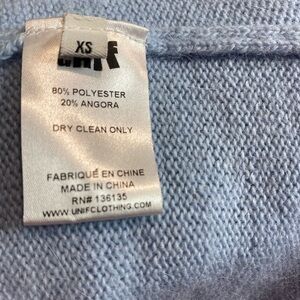 XS
80% POLYESTER
20% ANGORA
DRY CLEAN ONLY
FABRIQUÉ EN CHINE
MADE IN CHINA
RN# 136135
WWW.UNIFCLOTHING.COM